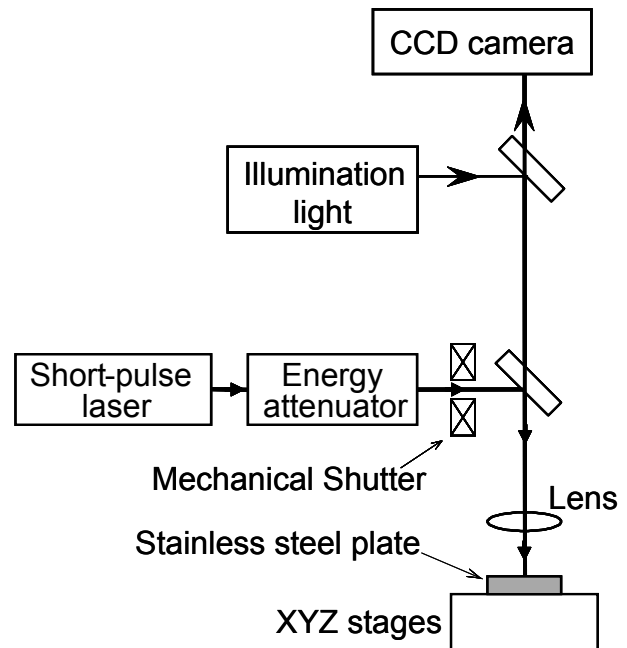 CCD camera
Illumination
light
Short-pulse
laser
Energy
attenuator
Mechanical Shutter
Lens
Stainless steel plate
XYZ stages